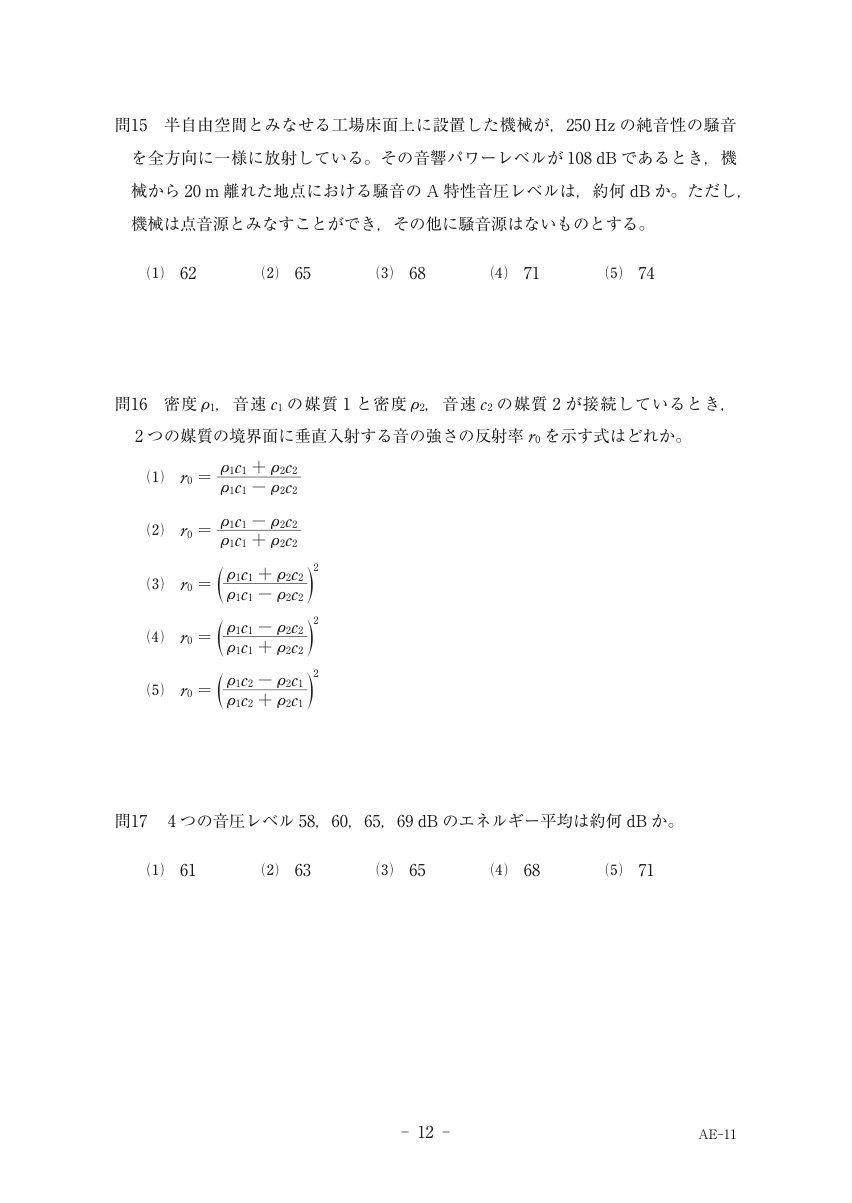 問15 半自由空間とみなせる工場床面上に設置した機械が，250 Hz の純音性の騒音
を全方向に一様に放射している。その音響パワーレベルが 108 dB であるとき，機
械から 20 m 離れた地点における騒音の A 特性音圧レベルは，約何 dB か。ただし，
機械は点音源とみなすことができ，その他に騒音源はないものとする。
(1) 62 (2) 65 (3) 68 (4) 71 (5) 74
問16 密度 ρ₁，音速 c₁ の媒質 1 と密度 ρ₂，音速 c₂ の媒質 2 が接続しているとき，
2 つの媒質の境界面に垂直入射する音の強さの反射率 r₀ を示す式はどれか。
(1) r₀ = (ρ₁c₁ + ρ₂c₂)/(ρ₁c₁ − ρ₂c₂)
(2) r₀ = (ρ₁c₁ − ρ₂c₂)/(ρ₁c₁ + ρ₂c₂)
(3) r₀ = ((ρ₁c₁ + ρ₂c₂)/(ρ₁c₁ − ρ₂c₂))²
(4) r₀ = ((ρ₁c₁ − ρ₂c₂)/(ρ₁c₁ + ρ₂c₂))²
(5) r₀ = ((ρ₁c₂ − ρ₂c₁)/(ρ₁c₂ + ρ₂c₁))²
問17 4 つの音圧レベル 58，60，65，69 dB のエネルギー平均は約何 dB か。
(1) 61 (2) 63 (3) 65 (4) 68 (5) 71
− 12 −
AE−11